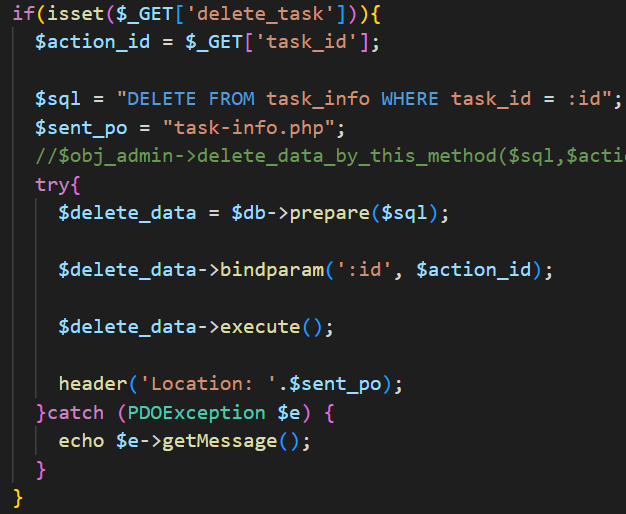 if(isset($_GET['delete_task'])){
$action_id = $_GET['task_id'];
$sql = "DELETE FROM task_info WHERE task_id = :id";
$sent_po = "task-info.php";
//$obj_admin->delete_data_by_this_method($sql,$acti
try{
$delete_data = $db->prepare($sql);
$delete_data->bindparam(':id', $action_id);
$delete_data->execute();
header('Location: '.$sent_po);
}catch (PDOException $e) {
echo $e->getMessage();
}
}